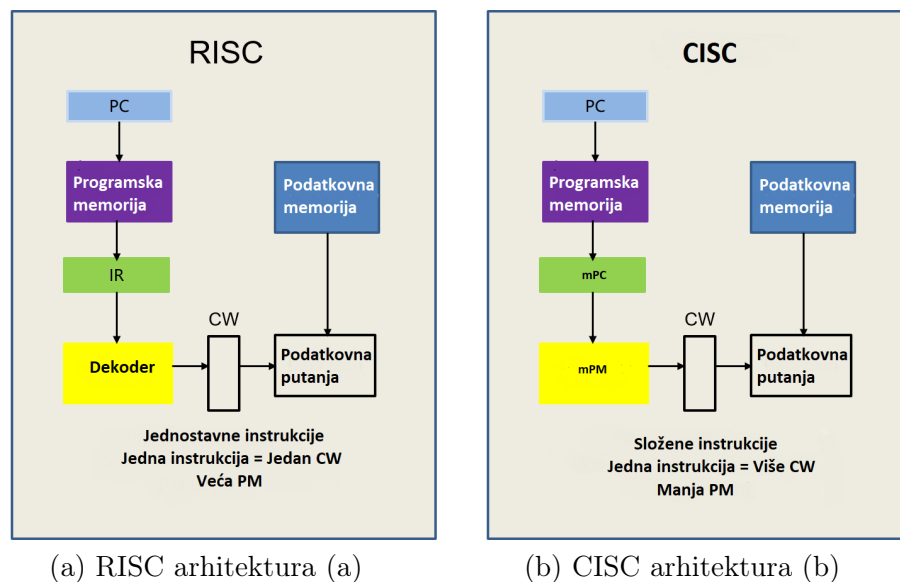 RISC
PC
Programska
memorija
Podatkovna
memorija
IR
CW
Dekoder
Podatkovna
putanja
Jednostavne instrukcije
Jedna instrukcija = Jedan CW
Veća PM
(a) RISC arhitektura (a)
CISC
PC
Programska
memorija
Podatkovna
memorija
mPC
CW
mPM
Podatkovna
putanja
Složene instrukcije
Jedna instrukcija = Više CW
Manja PM
(b) CISC arhitektura (b)